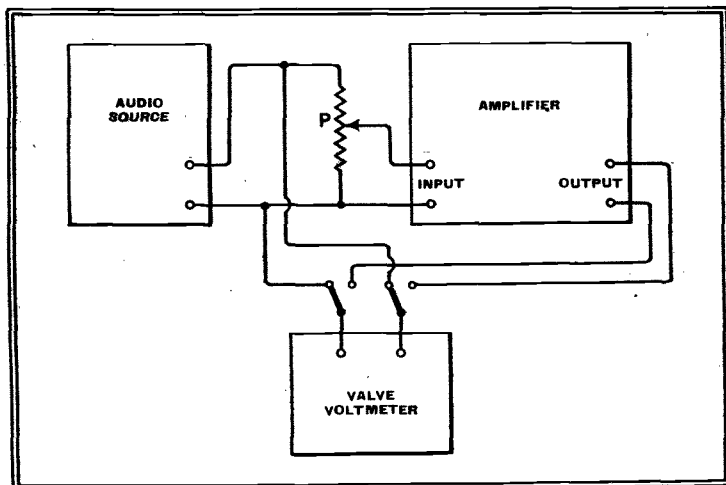 AUDIO
SOURCE
P
AMPLIFIER
INPUT
OUTPUT
VALVE
VOLTMETER